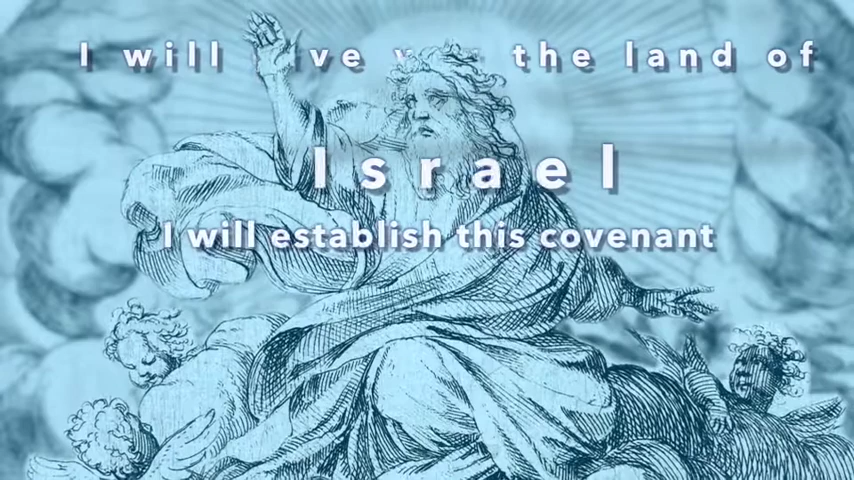 I will the land of
Israel
I will establish this covenant